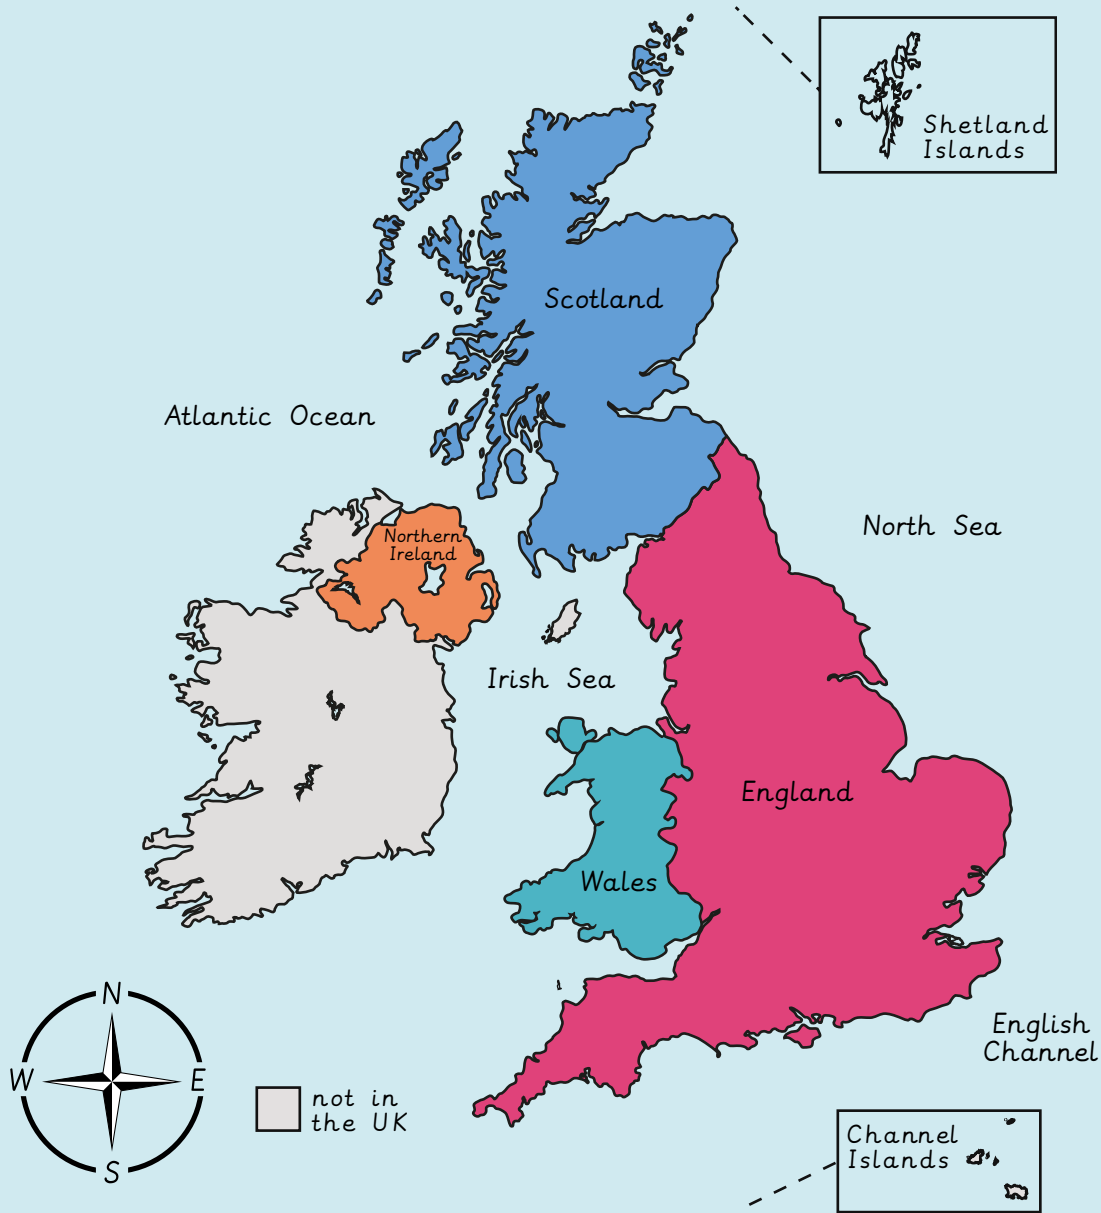 Shetland
Islands
Scotland
Atlantic Ocean
North Sea
Northern
Ireland
Irish Sea
England
Wales
N
W
E
S
English
Channel
not in
the UK
Channel
Islands